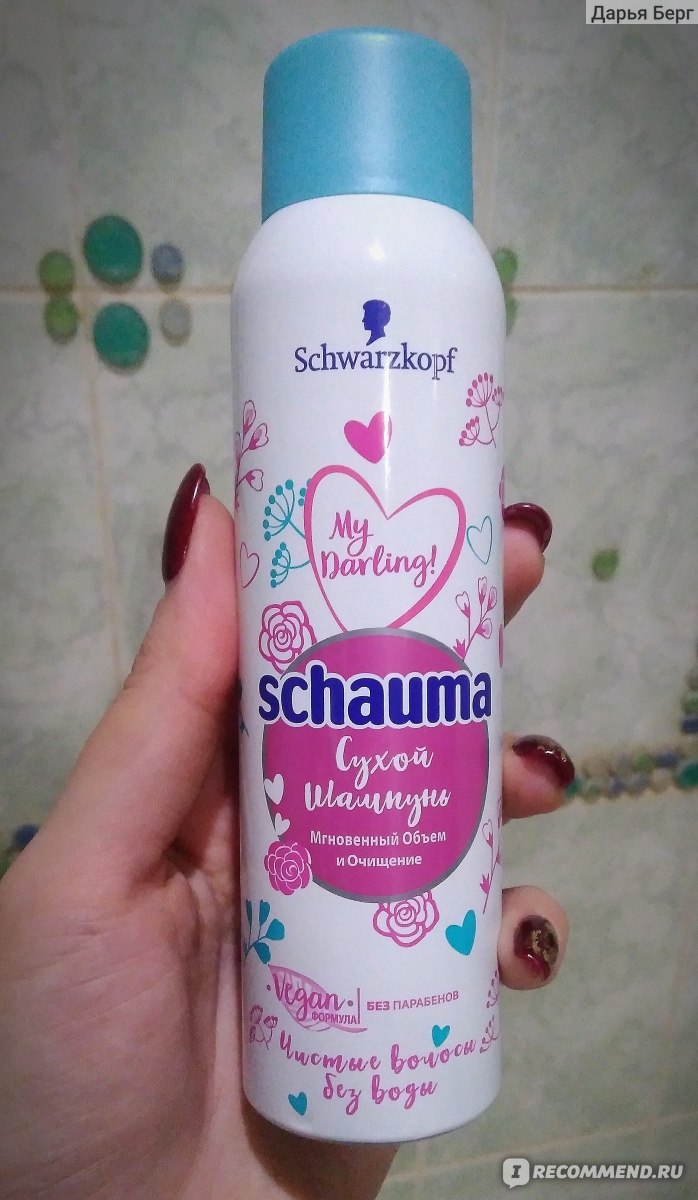 Дарья Берг
Schwarzkopf
My
Darling!
schauma
Сухой
Шампунь
Мгновенный Объем
и Очищение
Vegan
ФОРМУЛА
БЕЗ ПАРАБЕНОВ
Чистые волосы
без воды
IRECOMMEND.RU